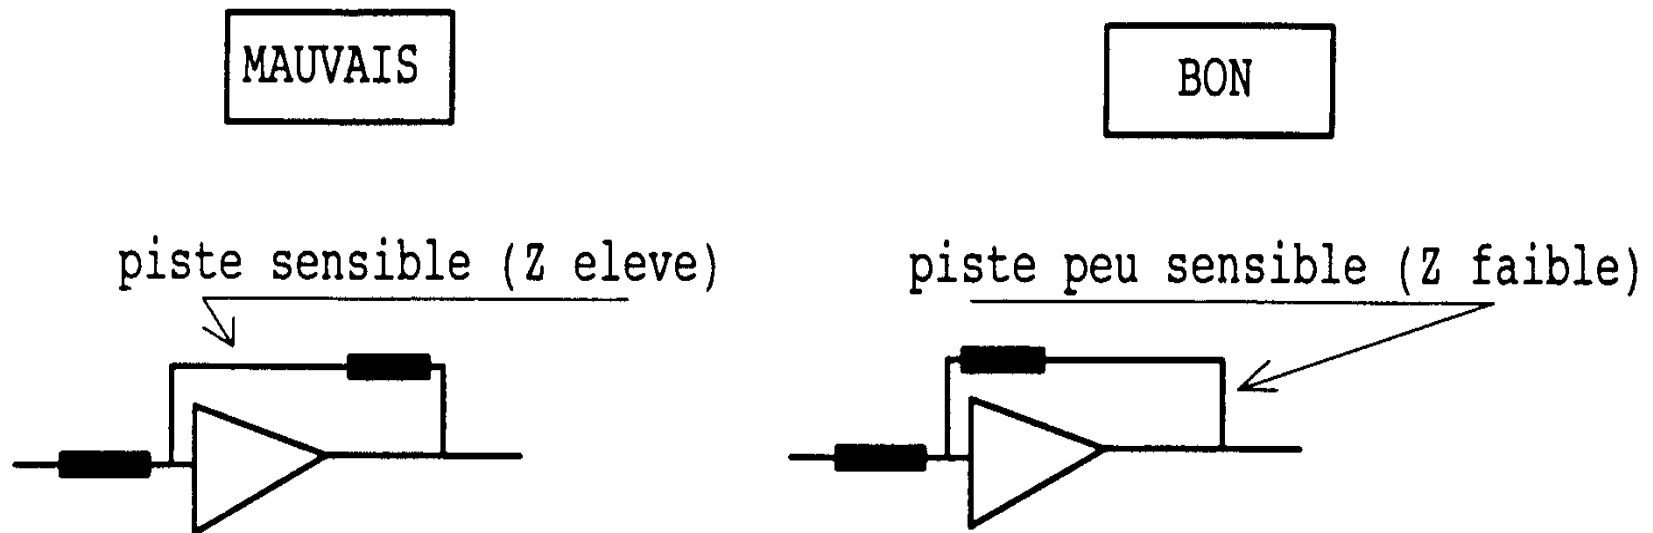 MAUVAIS
BON
piste sensible (Z eleve)
piste peu sensible (Z faible)